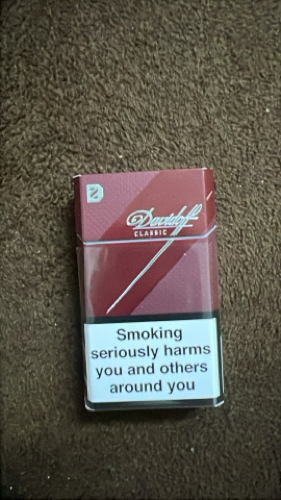 D
Davidoff
CLASSIC
Smoking
seriously harms
you and others
around you